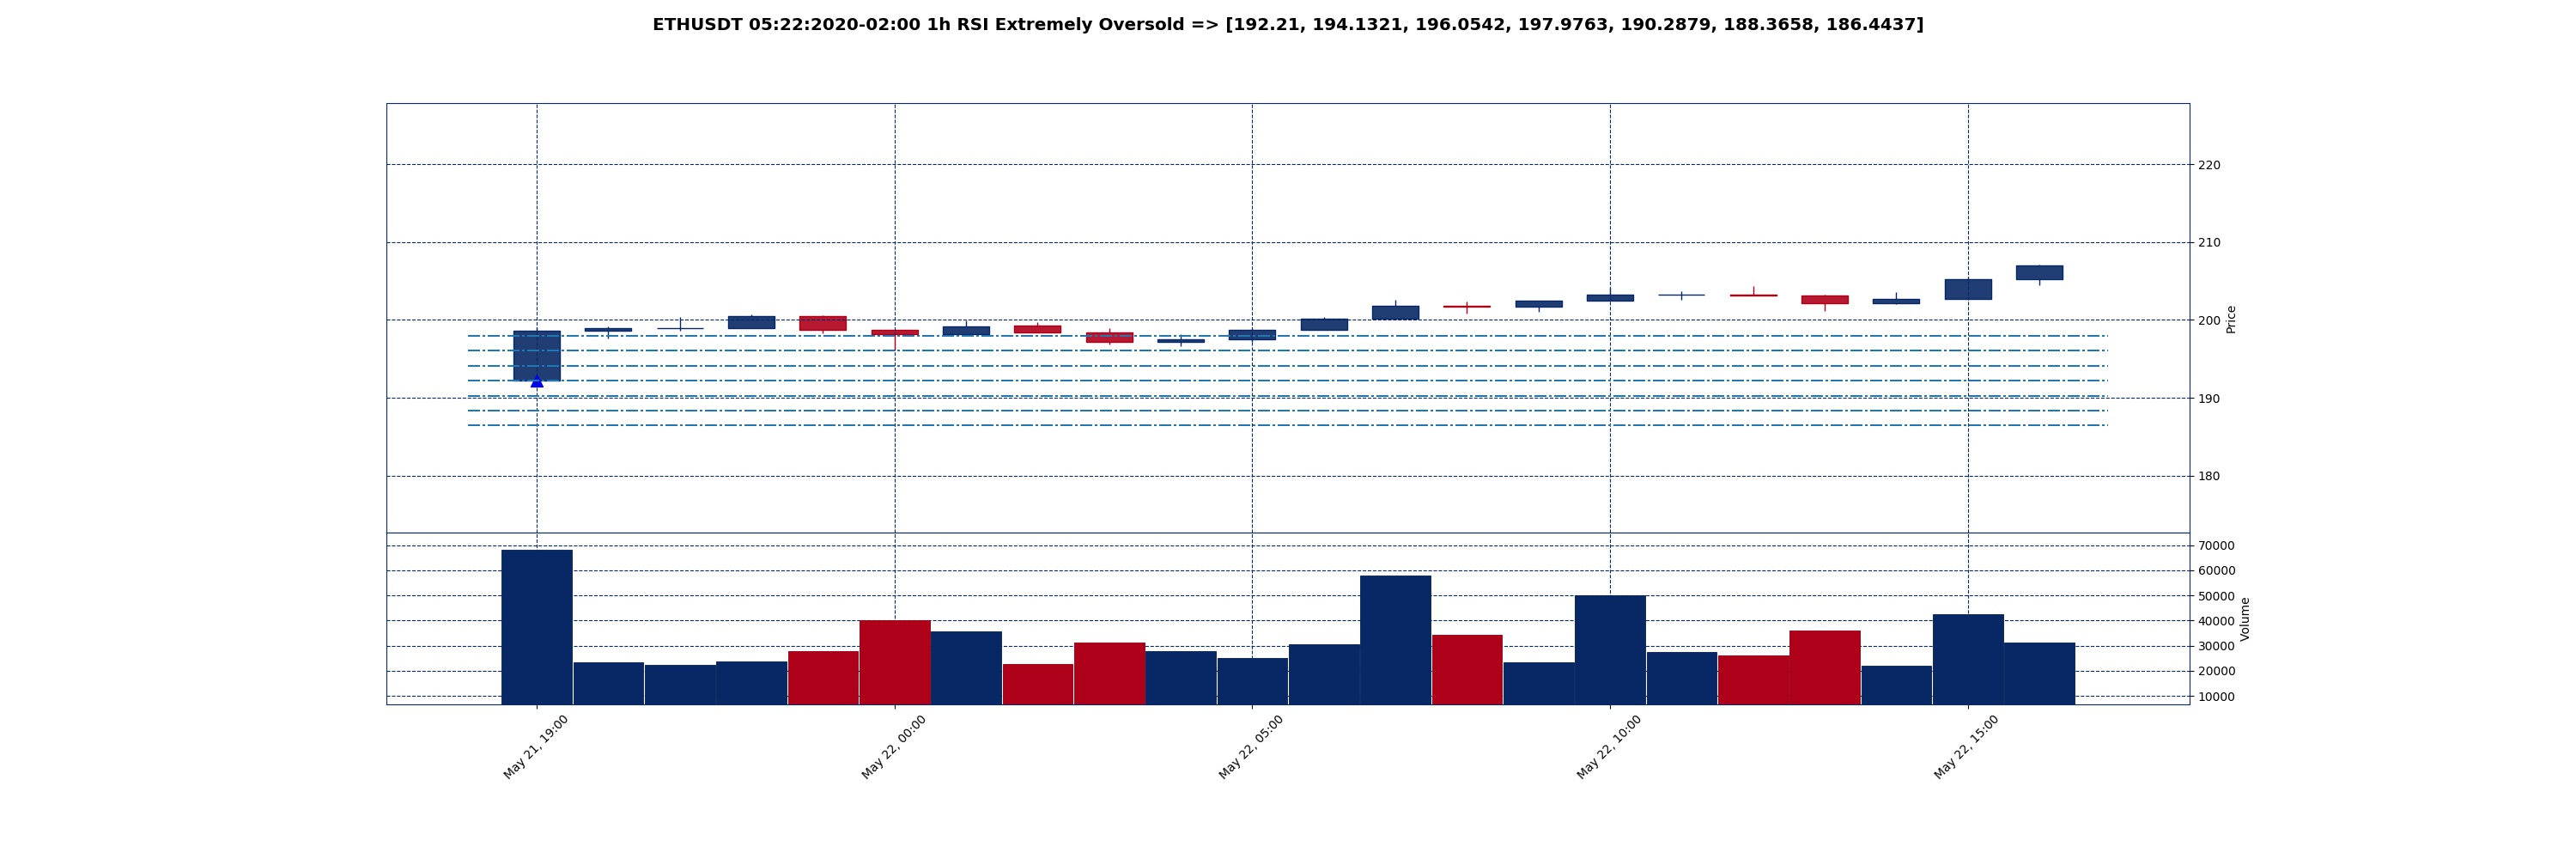 ETHUSDT 05:22:2020-02:00 1h RSI Extremely Oversold => [192.21, 194.1321, 196.0542, 197.9763, 190.2879, 188.3658, 186.4437]
220
210
200
190
180
Price
70000
60000
50000
40000
30000
20000
10000
Volume
May 21, 19:00
May 22, 00:00
May 22, 05:00
May 22, 10:00
May 22, 15:00